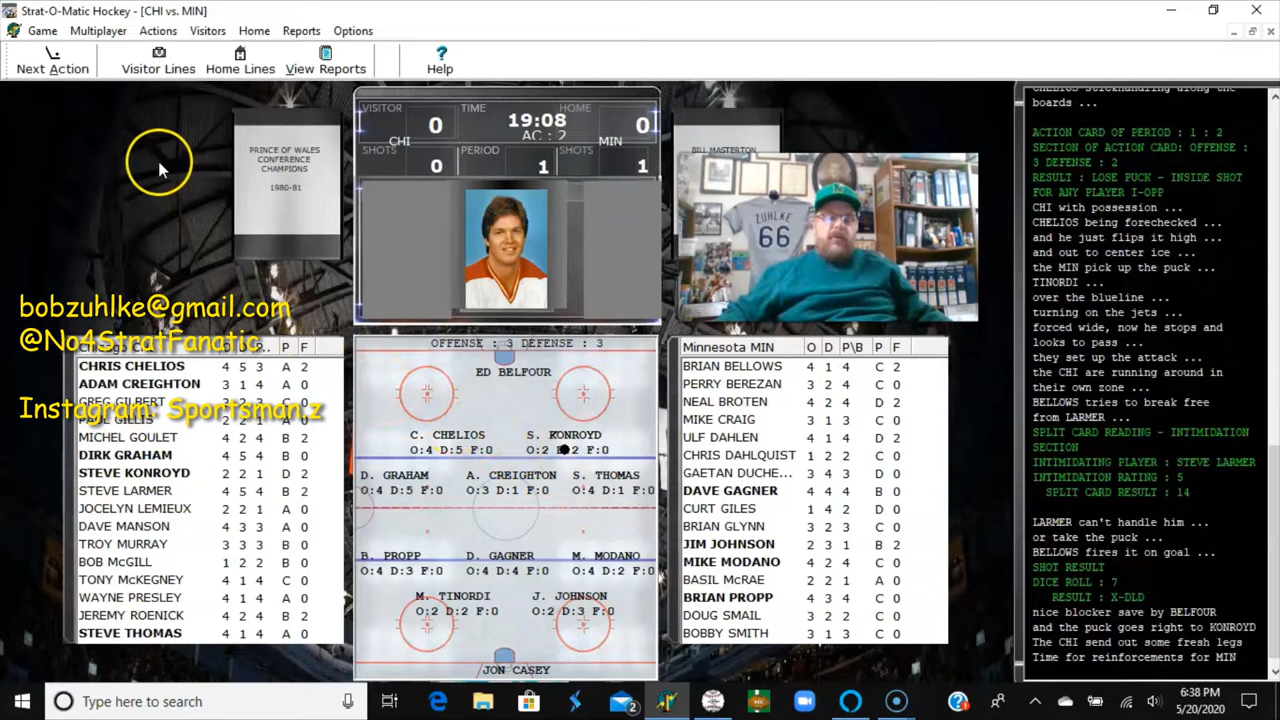 Strat-O-Matic Hockey - [CHI vs. MIN]
Game Multiplayer Actions Visitors Home Reports Options
Next Action Visitor Lines Home Lines View Reports Help
PRINCE OF WALES
CONFERENCE
CHAMPIONS
1980-81
VISITOR TIME HOME
0 19:08 0
AC : 2
CHI MIN
SHOTS PERIOD SHOTS
0 1 1
BILL MASTERTON
ZUHLKE
66
bobzuhlke@gmail.com
@No4StratFanatic
Instagram: Sportsman.z
P F
CHRIS CHELIOS 4 5 3 A 2
ADAM CREIGHTON 3 1 4 A 0
GREG GILBERT
PAUL GILLIS
MICHEL GOULET 4 2 4 B 2
DIRK GRAHAM 4 5 4 B 0
STEVE KONROYD 2 2 1 D 2
STEVE LARMER 4 5 4 B 2
JOCELYN LEMIEUX 2 2 1 A 0
DAVE MANSON 4 3 3 A 0
TROY MURRAY 3 3 3 B 0
BOB McGILL 1 2 2 B 0
TONY McKEGNEY 4 1 4 C 0
WAYNE PRESLEY 4 1 4 A 0
JEREMY ROENICK 4 2 4 B 2
STEVE THOMAS 4 1 4 A 0
OFFENSE : 3 DEFENSE : 3
ED BELFOUR
C. CHELIOS S. KONROYD
O:4 D:5 F:0 O:2 2 F:0
D. GRAHAM A. CREIGHTON S. THOMAS
O:4 D:5 F:0 O:3 D:1 F:0 O:4 D:1 F:0
B. PROPP D. GAGNER M. MODANO
O:4 D:3 F:0 O:4 D:4 F:0 O:4 D:2 F:0
M. TINORDI J. JOHNSON
O:2 D:2 F:0 O:2 D:3 F:0
JON CASEY
Minnesota MIN O D P\B P F
BRIAN BELLOWS 4 1 4 C 2
PERRY BEREZAN 3 2 4 C 0
NEAL BROTEN 4 2 4 D 2
MIKE CRAIG 3 1 3 C 0
ULF DAHLEN 4 1 4 D 2
CHRIS DAHLQUIST 1 2 2 C 0
GAETAN DUCHE... 3 4 3 D 0
DAVE GAGNER 4 4 4 B 0
CURT GILES 1 4 2 D 0
BRIAN GLYNN 3 2 3 C 0
JIM JOHNSON 2 3 1 B 2
MIKE MODANO 4 2 4 C 0
BASIL McRAE 2 2 1 A 0
BRIAN PROPP 4 3 4 C 0
DOUG SMAIL 3 2 4 C 0
BOBBY SMITH 3 1 3 C 0
CHELIOS stickhandling along the
boards ...
ACTION CARD OF PERIOD : 1 : 2
SECTION OF ACTION CARD: OFFENSE :
3 DEFENSE : 2
RESULT : LOSE PUCK - INSIDE SHOT
FOR ANY PLAYER I-OPP
CHI with possession ...
CHELIOS being forechecked ...
and he just flips it high ...
and out to center ice ...
the MIN pick up the puck ...
TINORDI ...
over the blueline ...
turning on the jets ...
forced wide, now he stops and
looks to pass ...
they set up the attack ...
the CHI are running around in
their own zone ...
BELLOWS tries to break free
from LARMER ...
SPLIT CARD READING - INTIMIDATION
SECTION
INTIMIDATING PLAYER : STEVE LARMER
INTIMIDATION RATING : 5
SPLIT CARD RESULT : 14
LARMER can't handle him ...
or take the puck ...
BELLOWS fires it on goal ...
SHOT RESULT
DICE ROLL : 7
RESULT : X-DLD
nice blocker save by BELFOUR
and the puck goes right to KONROYD
The CHI send out some fresh legs
Time for reinforcements for MIN
Type here to search
2
6:38 PM
5/20/2020